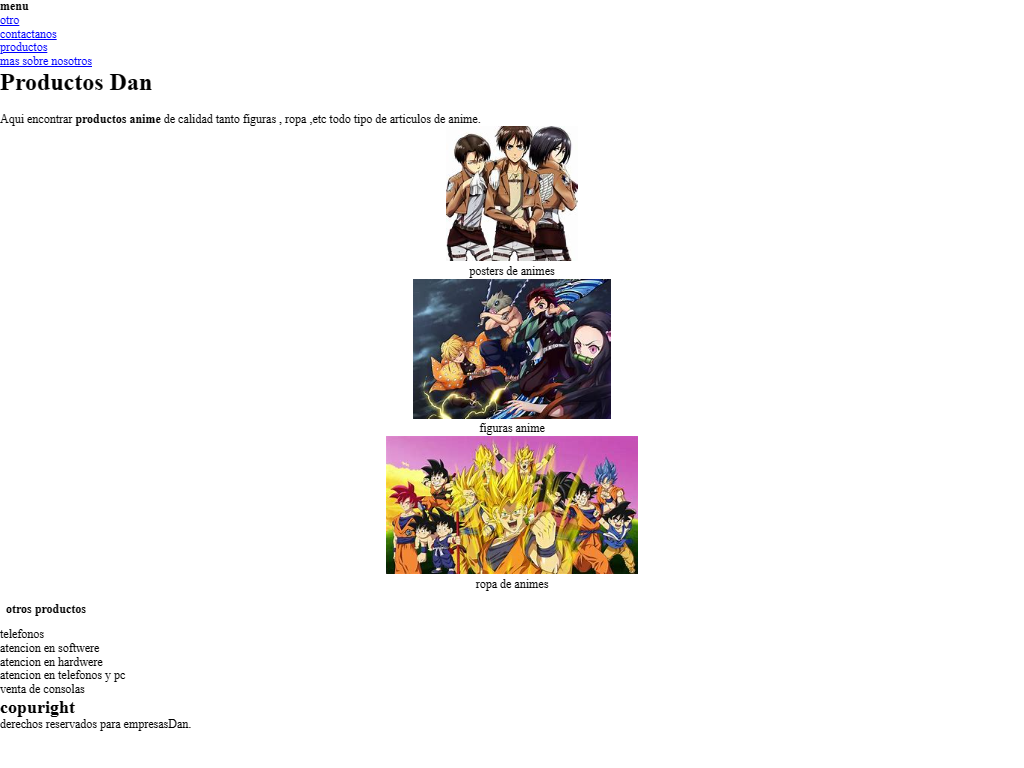 menu
otro
contactanos
productos
mas sobre nosotros
Productos Dan
Aqui encontrar productos anime de calidad tanto figuras , ropa ,etc todo tipo de articulos de anime.
posters de animes
figuras anime
ropa de animes
otros productos
telefonos
atencion en softwere
atencion en hardwere
atencion en telefonos y pc
venta de consolas
copuright
derechos reservados para empresasDan.